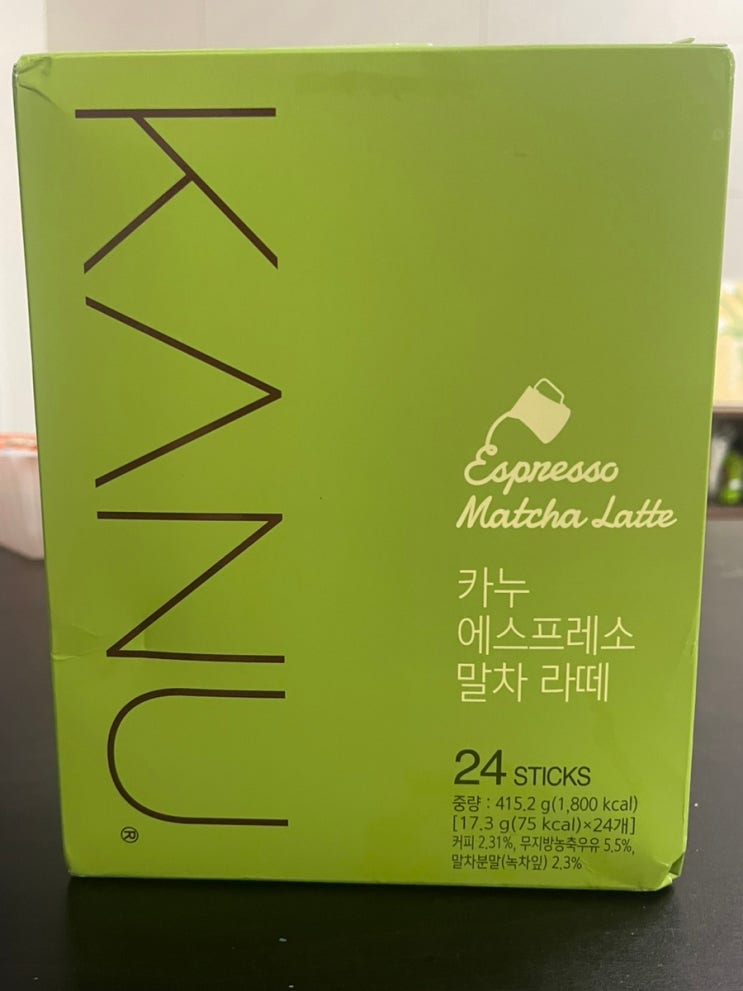 KANU
®
Espresso
Matcha Latte
카누
에스프레소
말차 라떼
24 STICKS
중량 : 415.2 g(1,800 kcal)
[17.3 g(75 kcal)×24개]
커피 2.31%, 무지방농축우유 5.5%,
말차분말(녹차잎) 2.3%